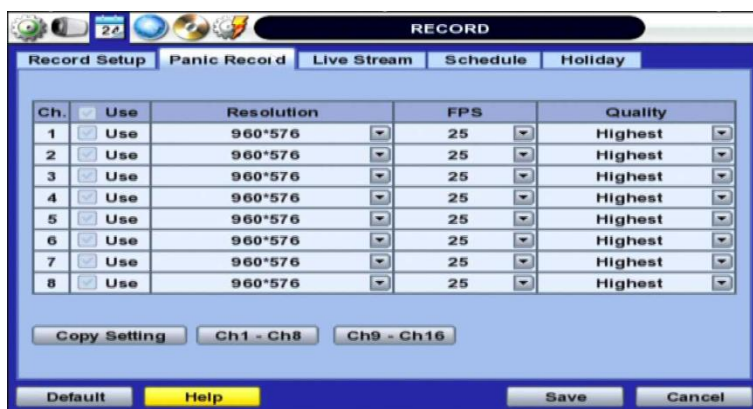 RECORD
Record Setup Panic Record Live Stream Schedule Holiday
Ch. Use Resolution FPS Quality
1 Use 960*576 25 Highest
2 Use 960*576 25 Highest
3 Use 960*576 25 Highest
4 Use 960*576 25 Highest
5 Use 960*576 25 Highest
6 Use 960*576 25 Highest
7 Use 960*576 25 Highest
8 Use 960*576 25 Highest
Copy Setting Ch1 - Ch8 Ch9 - Ch16
Default Help Save Cancel